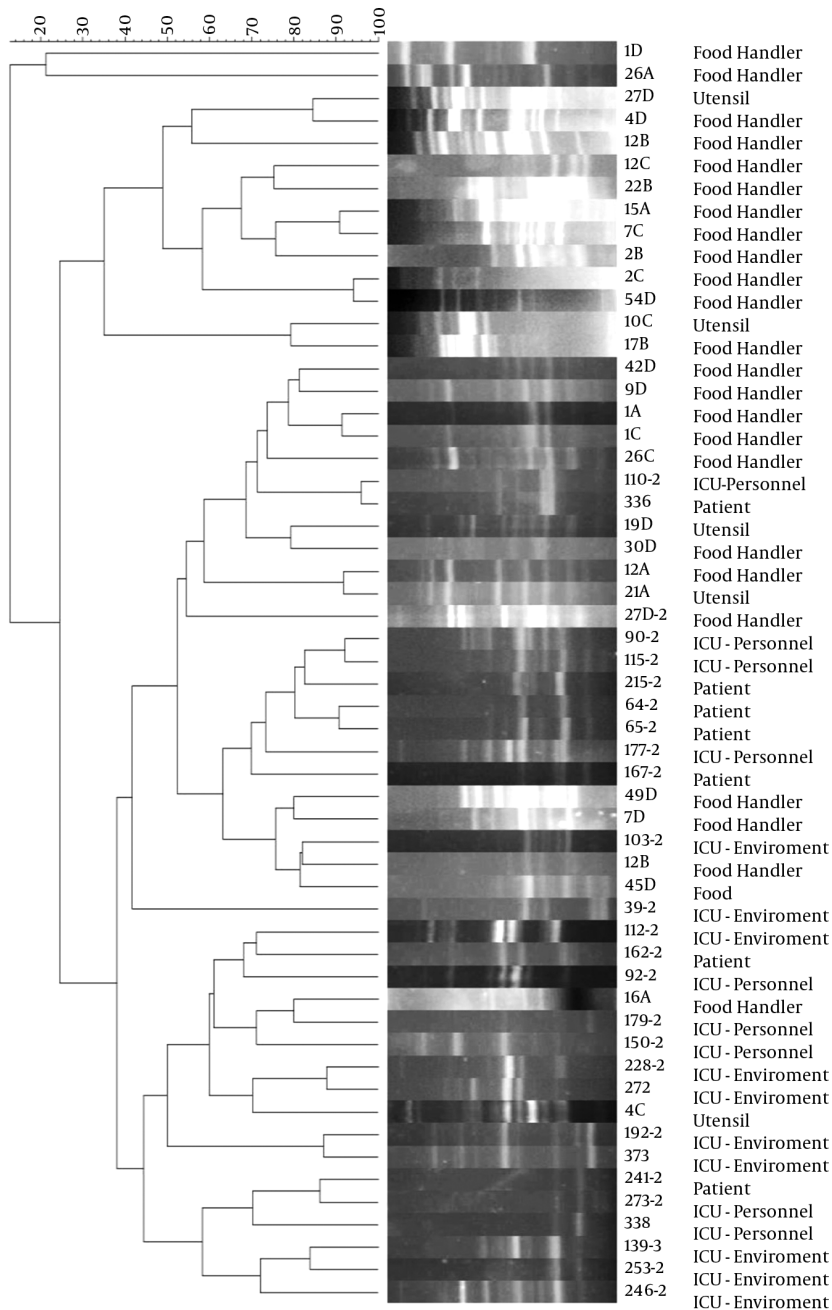 20 30 40 50 60 70 80 90 100
1D Food Handler
26A Food Handler
27D Utensil
4D Food Handler
12B Food Handler
12C Food Handler
22B Food Handler
15A Food Handler
7C Food Handler
2B Food Handler
2C Food Handler
54D Food Handler
10C Utensil
17B Food Handler
42D Food Handler
9D Food Handler
1A Food Handler
1C Food Handler
26C Food Handler
110-2 ICU-Personnel
336 Patient
19D Utensil
30D Food Handler
12A Food Handler
21A Utensil
27D-2 Food Handler
90-2 ICU - Personnel
115-2 ICU - Personnel
215-2 Patient
64-2 Patient
65-2 Patient
177-2 ICU - Personnel
167-2 Patient
49D Food Handler
7D Food Handler
103-2 ICU - Enviroment
12B Food Handler
45D Food
39-2 ICU - Enviroment
112-2 ICU - Enviroment
162-2 Patient
92-2 ICU - Personnel
16A Food Handler
179-2 ICU - Personnel
150-2 ICU - Personnel
228-2 ICU - Enviroment
272 ICU - Enviroment
4C Utensil
192-2 ICU - Enviroment
373 ICU - Enviroment
241-2 Patient
273-2 ICU - Personnel
338 ICU - Personnel
139-3 ICU - Enviroment
253-2 ICU - Enviroment
246-2 ICU - Enviroment